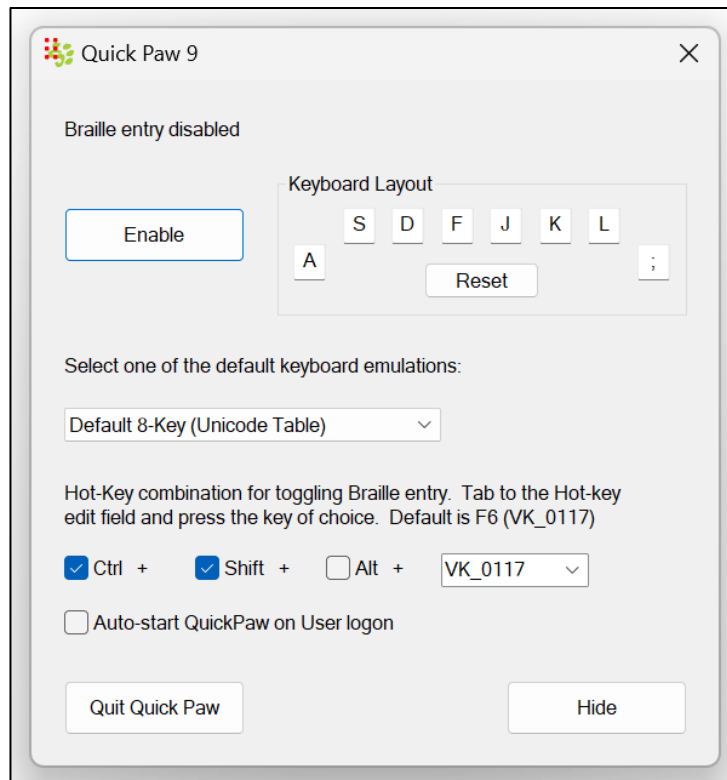 Quick Paw 9
Braille entry disabled
Enable
Keyboard Layout
S D F J K L
A ;
Reset
Select one of the default keyboard emulations:
Default 8-Key (Unicode Table)
Hot-Key combination for toggling Braille entry.  Tab to the Hot-key
edit field and press the key of choice.  Default is F6 (VK_0117)
Ctrl + Shift + Alt + VK_0117
Auto-start QuickPaw on User logon
Quit Quick Paw Hide